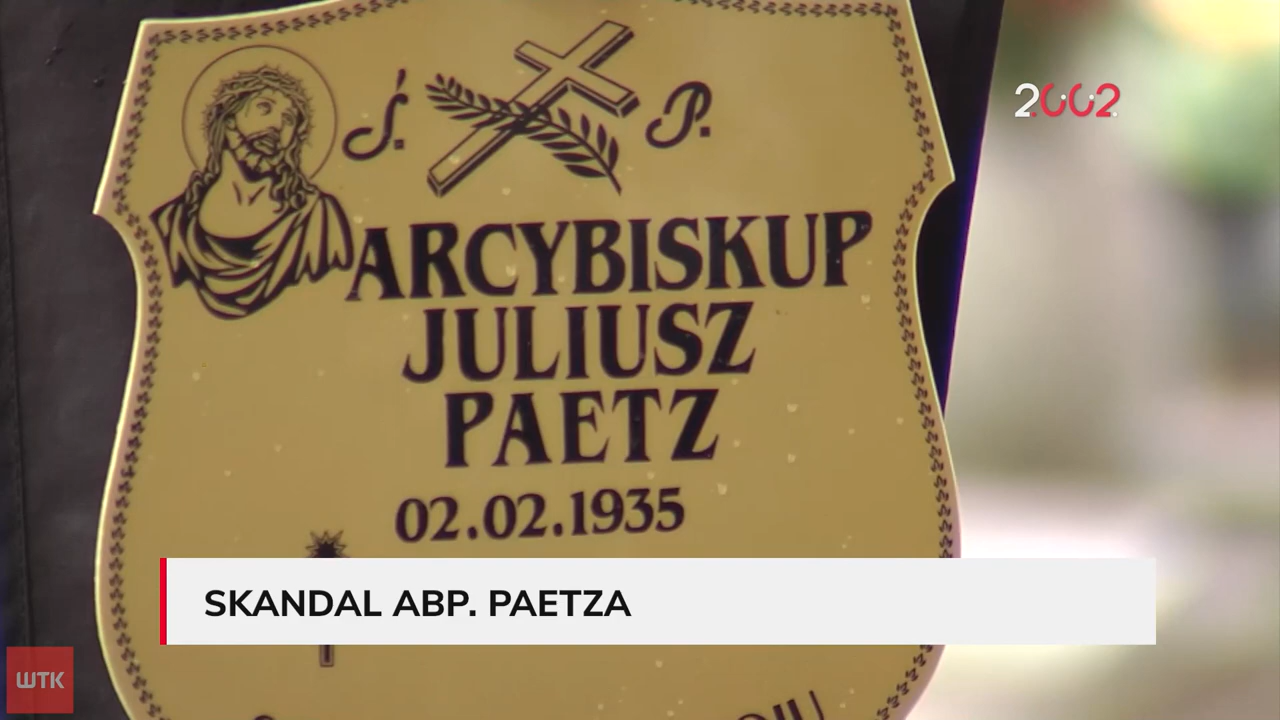 2002
Ś. P.
ARCYBISKUP
JULIUSZ
PAETZ
02.02.1935
SKANDAL ABP. PAETZA
WTK